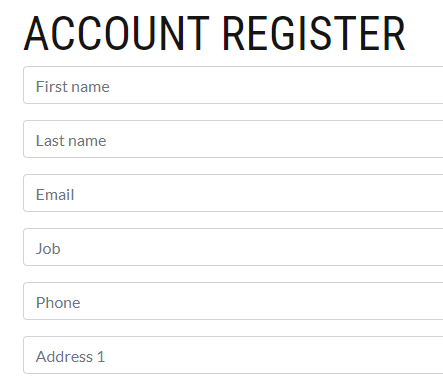 ACCOUNT REGISTER
First name
Last name
Email
Job
Phone
Address 1